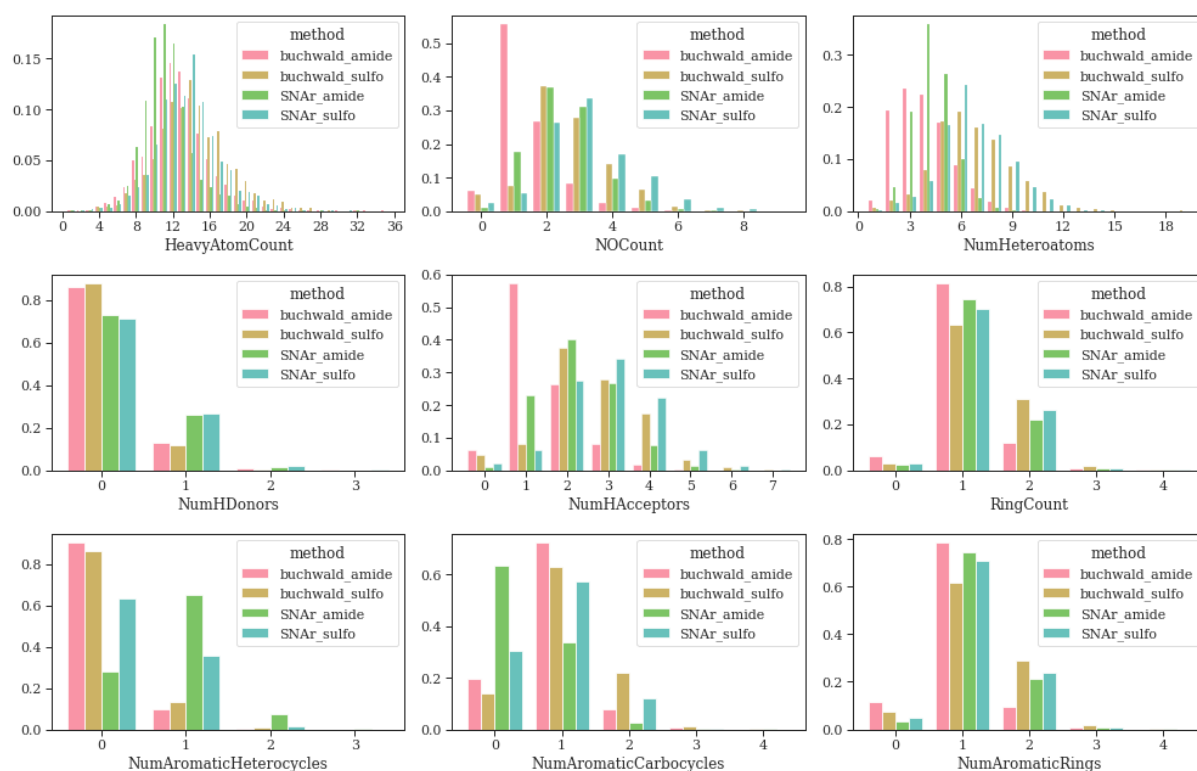 method
buchwald_amide
buchwald_sulfo
SNAr_amide
SNAr_sulfo
0.15
0.10
0.05
0.00
0 4 8 12 16 20 24 28 32 36
HeavyAtomCount
method
buchwald_amide
buchwald_sulfo
SNAr_amide
SNAr_sulfo
0.5
0.4
0.3
0.2
0.1
0.0
0 2 4 6 8
NOCount
method
buchwald_amide
buchwald_sulfo
SNAr_amide
SNAr_sulfo
0.3
0.2
0.1
0.0
0 3 6 9 12 15 18
NumHeteroatoms
method
buchwald_amide
buchwald_sulfo
SNAr_amide
SNAr_sulfo
0.8
0.6
0.4
0.2
0.0
0 1 2 3
NumHDonors
method
buchwald_amide
buchwald_sulfo
SNAr_amide
SNAr_sulfo
0.6
0.5
0.4
0.3
0.2
0.1
0.0
0 1 2 3 4 5 6 7
NumHAcceptors
method
buchwald_amide
buchwald_sulfo
SNAr_amide
SNAr_sulfo
0.8
0.6
0.4
0.2
0.0
0 1 2 3 4
RingCount
method
buchwald_amide
buchwald_sulfo
SNAr_amide
SNAr_sulfo
0.8
0.6
0.4
0.2
0.0
0 1 2 3
NumAromaticHeterocycles
method
buchwald_amide
buchwald_sulfo
SNAr_amide
SNAr_sulfo
0.6
0.4
0.2
0.0
0 1 2 3 4
NumAromaticCarbocycles
method
buchwald_amide
buchwald_sulfo
SNAr_amide
SNAr_sulfo
0.8
0.6
0.4
0.2
0.0
0 1 2 3 4
NumAromaticRings